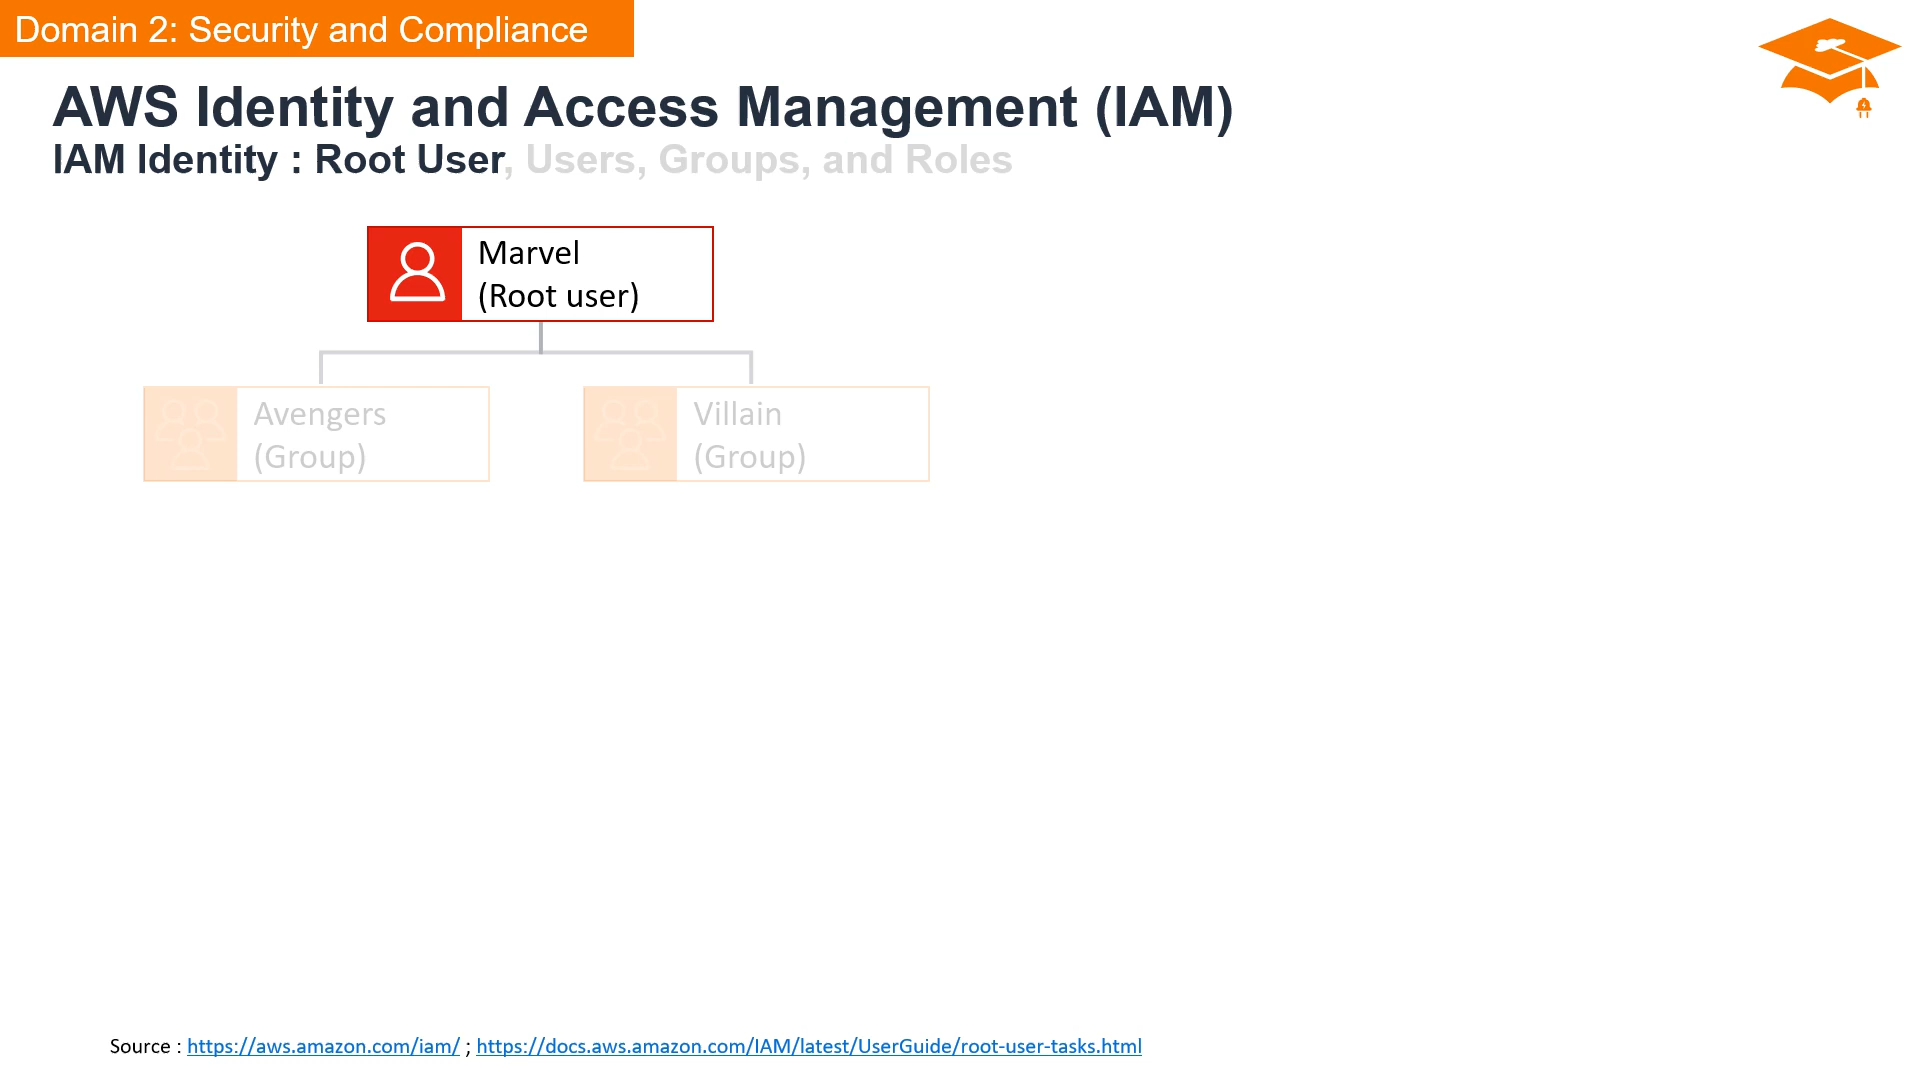 Domain 2: Security and Compliance
AWS Identity and Access Management (IAM)
IAM Identity : Root User, Users, Groups, and Roles
Marvel
(Root user)
Avengers
(Group)
Villain
(Group)
Source : https://aws.amazon.com/iam/ ; https://docs.aws.amazon.com/IAM/latest/UserGuide/root-user-tasks.html